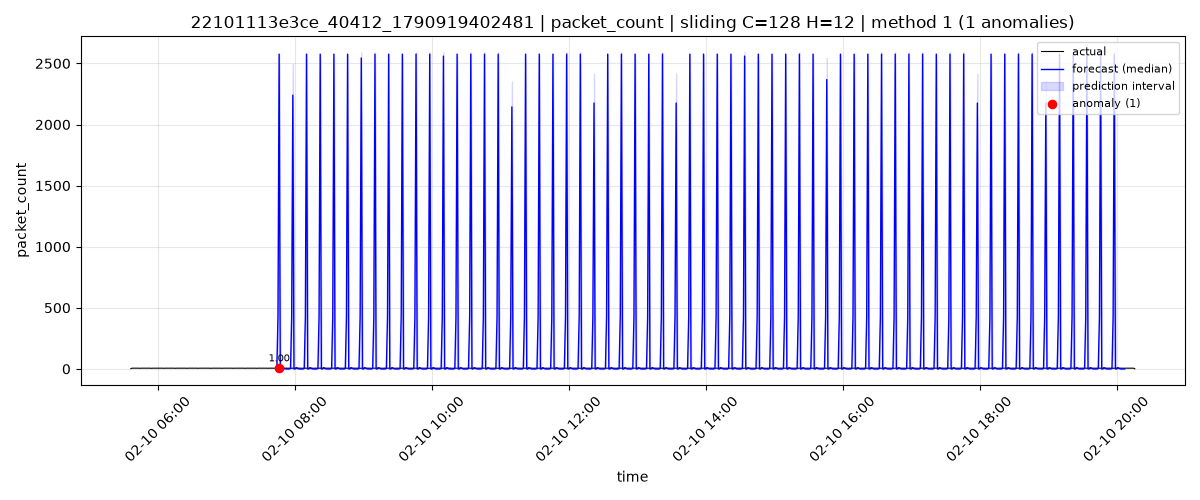 22101113e3ce_40412_1790919402481 | packet_count | sliding C=128 H=12 | method 1 (1 anomalies)
actual
forecast (median)
prediction interval
anomaly (1)
packet_count
2500
2000
1500
1000
500
0
1.00
02-10 06:00
02-10 08:00
02-10 10:00
02-10 12:00
02-10 14:00
02-10 16:00
02-10 18:00
02-10 20:00
time